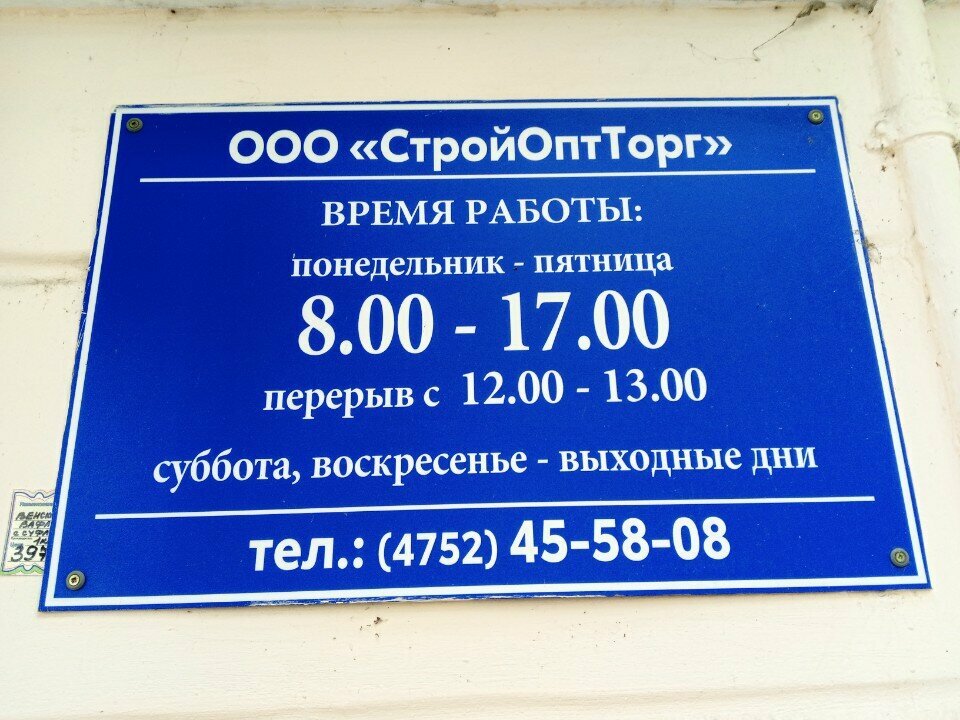 ООО «СтройОптТорг»
ВРЕМЯ РАБОТЫ:
понедельник - пятница
8.00 - 17.00
перерыв с 12.00 - 13.00
суббота, воскресенье - выходные дни
тел.: (4752) 45-58-08